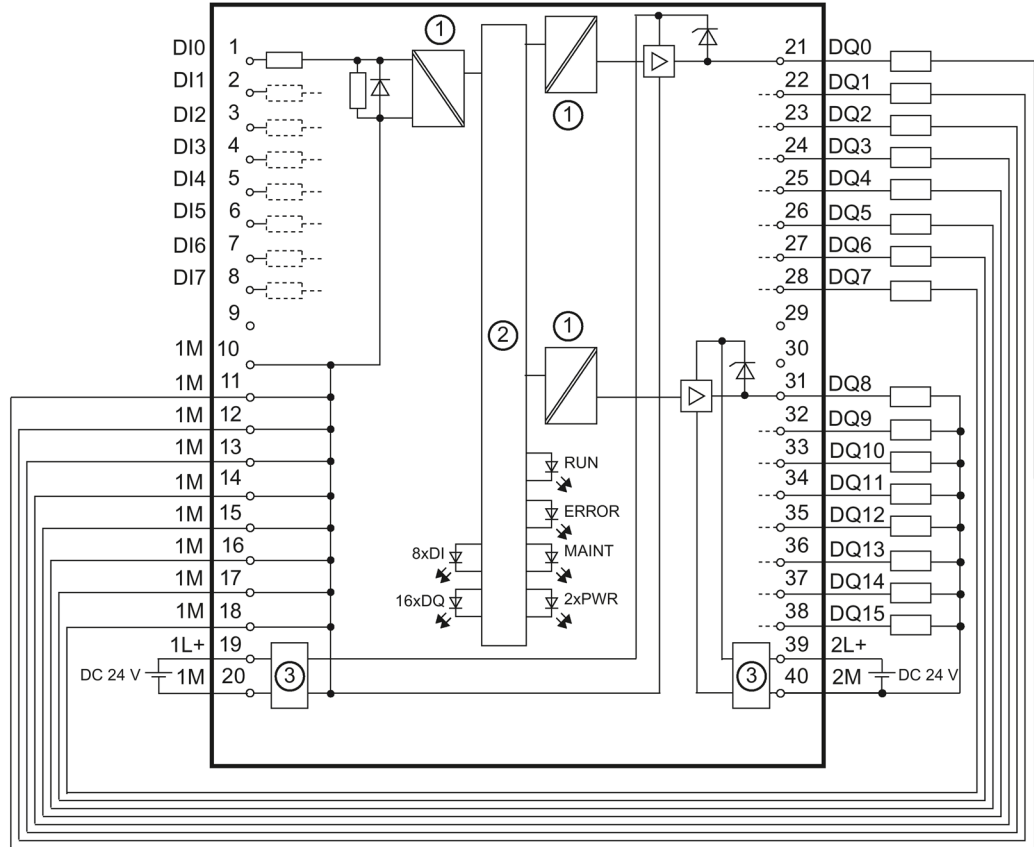 DI0 1
DI1 2
DI2 3
DI3 4
DI4 5
DI5 6
DI6 7
DI7 8
9
1M 10
1M 11
1M 12
1M 13
1M 14
1M 15
1M 16
1M 17
1M 18
1L+ 19
DC 24 V 1M 20
1
1
2
1
3
RUN
ERROR
8xDI MAINT
16xDQ 2xPWR
3
21 DQ0
22 DQ1
23 DQ2
24 DQ3
25 DQ4
26 DQ5
27 DQ6
28 DQ7
29
30
31 DQ8
32 DQ9
33 DQ10
34 DQ11
35 DQ12
36 DQ13
37 DQ14
38 DQ15
39 2L+
40 2M DC 24 V